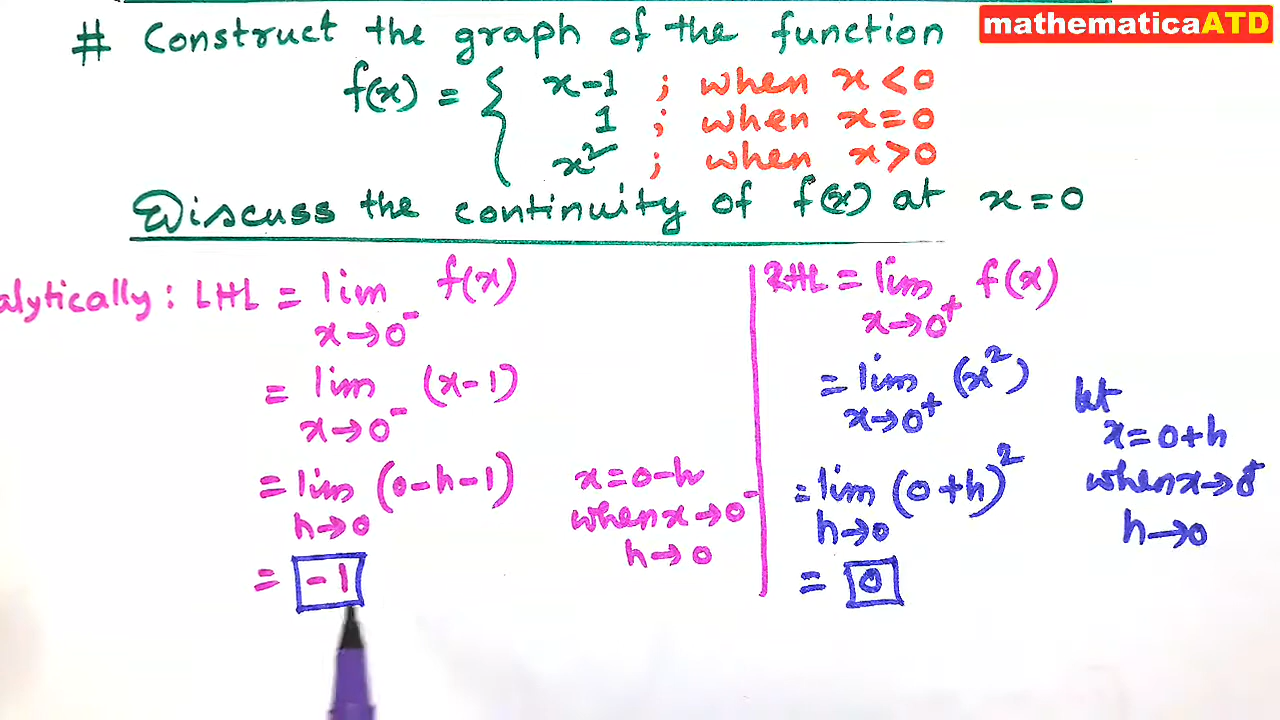 mathematicaATD
# Construct the graph of the function
f(x) = { x-1 ; when x<0
1 ; when x=0
x² ; when x>0
Discuss the continuity of f(x) at x=0
alytically: LHL = lim f(x)
x→0⁻
= lim (x-1)
x→0⁻
= lim (0-h-1)
h→0
= -1
x=0-h
when x→0⁻
h→0
RHL = lim f(x)
x→0⁺
= lim (x²)
x→0⁺
= lim (0+h)²
h→0
= 0
let
x=0+h
when x→0⁺
h→0